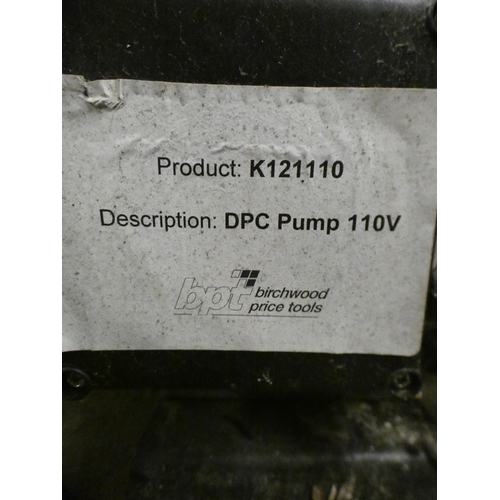 Product: K121110
Description: DPC Pump 110V
bpt birchwood
price tools